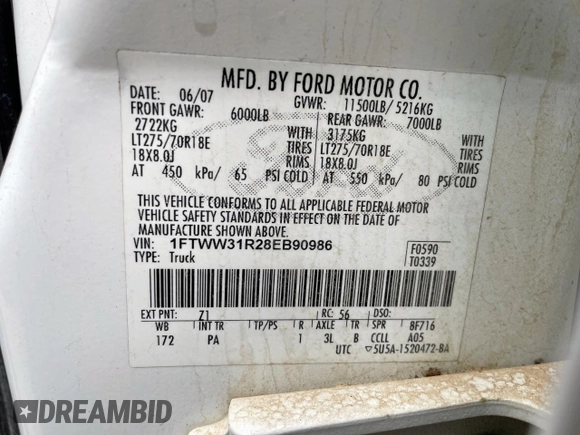 MFD. BY FORD MOTOR CO.
DATE: 06/07 GVWR: 11500LB/ 5216KG
FRONT GAWR: 6000LB REAR GAWR: 7000LB
2722KG WITH 3175KG WITH
LT275/70R18E TIRES LT275/70R18E TIRES
18X8.0J RIMS 18X8.0J RIMS
AT 450 kPa/ 65 PSI COLD AT 550 kPa/ 80 PSI COLD
THIS VEHICLE CONFORMS TO ALL APPLICABLE FEDERAL MOTOR
VEHICLE SAFETY STANDARDS IN EFFECT ON THE DATE OF
MANUFACTURE SHOWN ABOVE.
VIN: 1FTWW31R28EB90986 F0590
TYPE: Truck T0339
EXT PNT: Z1 RC: 56 DSO:
WB INT TR TP/PS R AXLE TR SPR 8F716
172 PA 1 3L B CCLL A05
UTC ▽5U5A-1520472-BA
DREAMBID